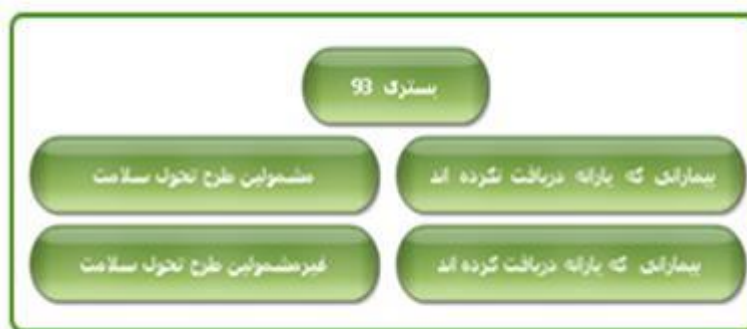 بستری 93
بیمارانی که یارانه دریافت نکرده اند
مشمولین طرح تحول سلامت
بیمارانی که یارانه دریافت کرده اند
غیرمشمولین طرح تحول سلامت